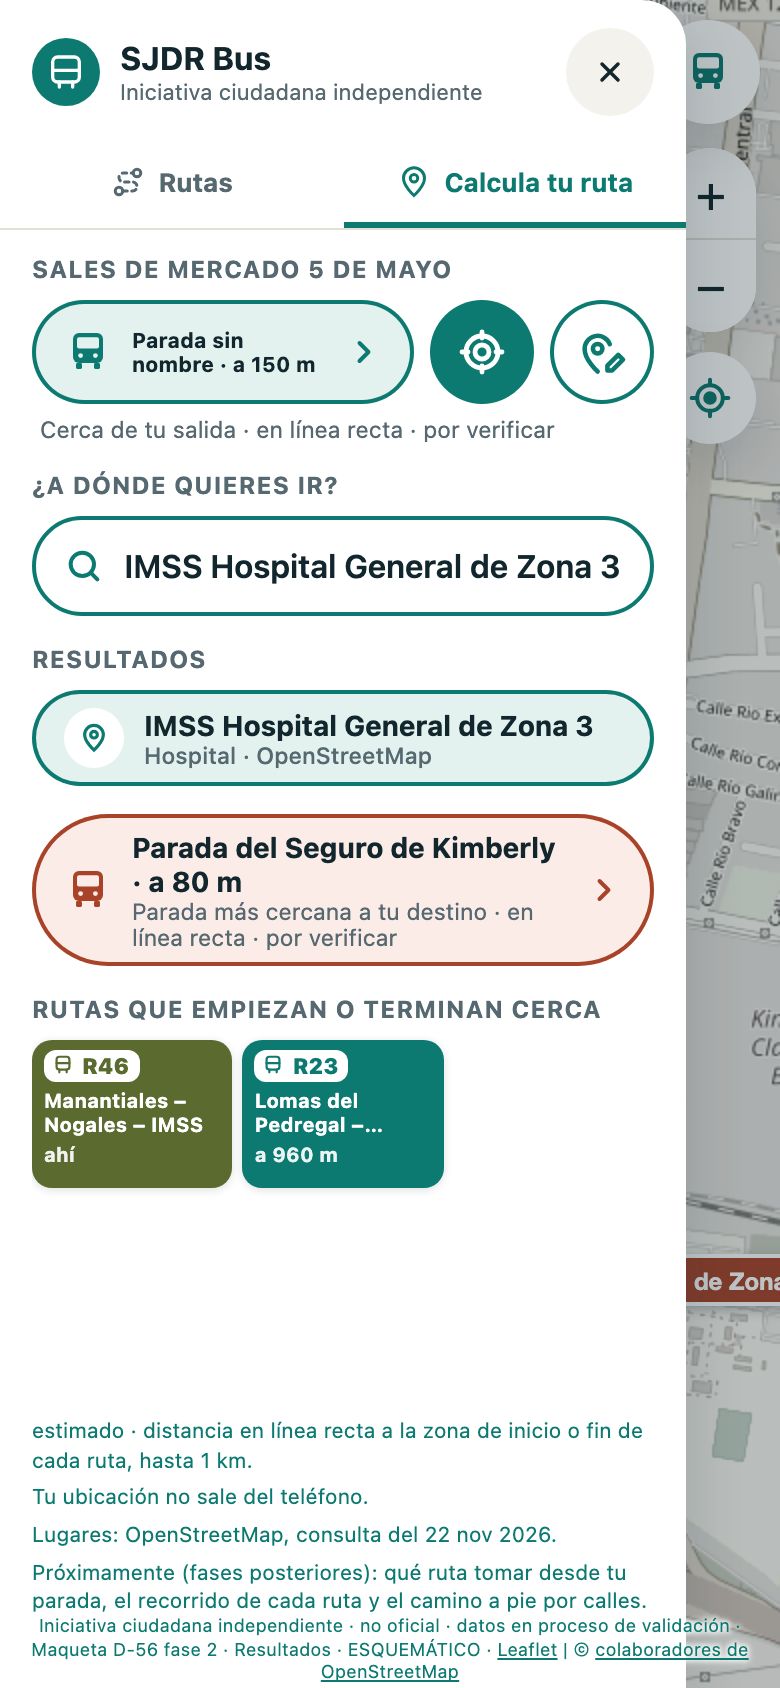 SJDR Bus
Iniciativa ciudadana independiente
Rutas
Calcula tu ruta
SALES DE MERCADO 5 DE MAYO
Parada sin
nombre · a 150 m
Cerca de tu salida · en línea recta · por verificar
¿A DÓNDE QUIERES IR?
IMSS Hospital General de Zona 3
RESULTADOS
IMSS Hospital General de Zona 3
Hospital · OpenStreetMap
Parada del Seguro de Kimberly
· a 80 m
Parada más cercana a tu destino · en
línea recta · por verificar
RUTAS QUE EMPIEZAN O TERMINAN CERCA
R46
Manantiales –
Nogales – IMSS
ahí
R23
Lomas del
Pedregal –...
a 960 m
estimado · distancia en línea recta a la zona de inicio o fin de
cada ruta, hasta 1 km.
Tu ubicación no sale del teléfono.
Lugares: OpenStreetMap, consulta del 22 nov 2026.
Próximamente (fases posteriores): qué ruta tomar desde tu
parada, el recorrido de cada ruta y el camino a pie por calles.
Iniciativa ciudadana independiente · no oficial · datos en proceso de validación ·
Maqueta D-56 fase 2 · Resultados · ESQUEMÁTICO · Leaflet | © colaboradores de
OpenStreetMap
MEX
+
−
Calle Río
Calle Río
Calle Río
Calle Río Bravo
de